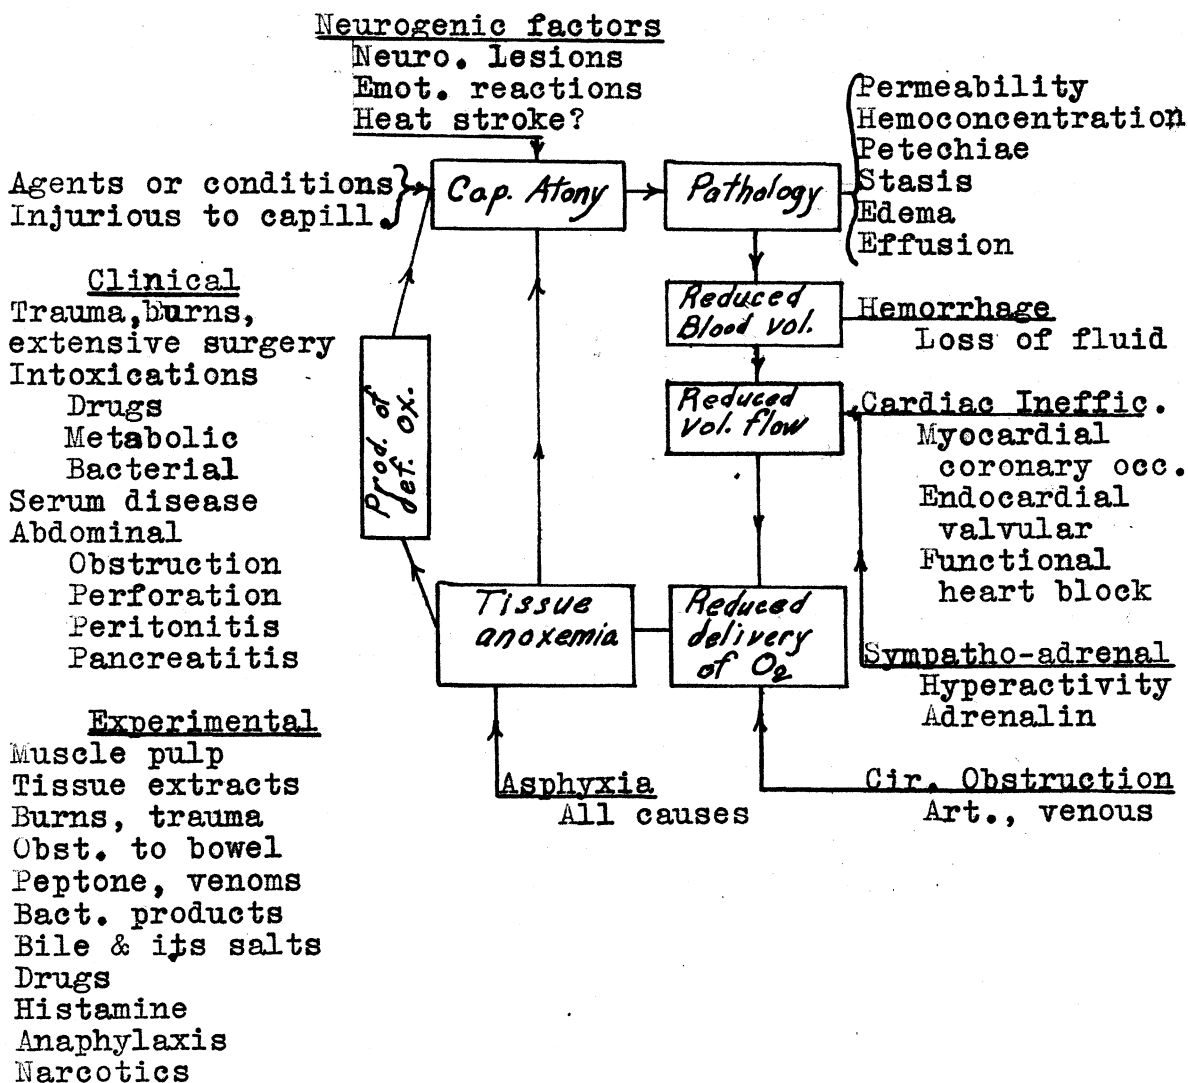 Neurogenic factors
Neuro. lesions
Emot. reactions
Heat stroke?
Agents or conditions
Injurious to capill.
Cap. Atony
Pathology
Permeability
Hemoconcentration
Petechiae
Stasis
Edema
Effusion
Clinical
Trauma,burns,
extensive surgery
Intoxications
Drugs
Metabolic
Bacterial
Serum disease
Abdominal
Obstruction
Perforation
Peritonitis
Pancreatitis
Prod. of
def. ox.
Reduced
Blood vol.
Hemorrhage
Loss of fluid
Reduced
vol. flow
Cardiac Ineffic.
Myocardial
coronary occ.
Endocardial
valvular
Functional
heart block
Tissue
anoxemia
Reduced
delivery
of O2
Sympatho-adrenal
Hyperactivity
Adrenalin
Asphyxia
All causes
Cir. Obstruction
Art., venous
Experimental
Muscle pulp
Tissue extracts
Burns, trauma
Obst. to bowel
Peptone, venoms
Bact. products
Bile & its salts
Drugs
Histamine
Anaphylaxis
Narcotics